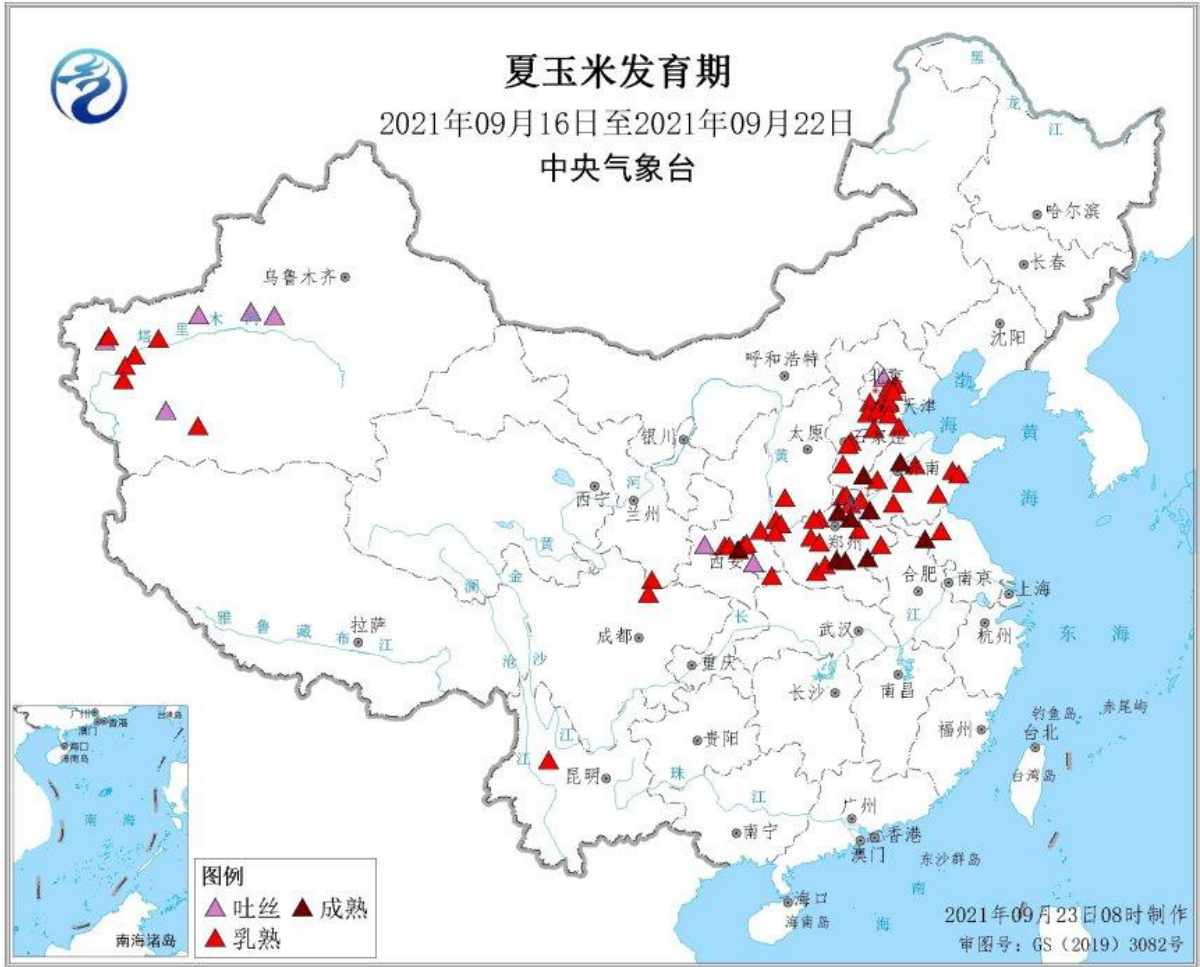 夏玉米发育期
2021年09月16日至2021年09月22日
中央气象台
黑
龙
江
哈尔滨
长春
沈阳
乌鲁木齐
塔
里
木
呼和浩特
北京
天津
渤
海
石家庄
太原
银川
黄
河
黄
海
西宁
兰州
济南
郑州
西安
黄
合肥
南京
上海
澜
金
江
成都
长
武汉
杭州
东
海
雅
鲁
藏
布
江
拉萨
沧
沙
重庆
长沙
南昌
江
江
贵阳
福州
钓鱼岛
赤尾屿
台北
台湾岛
昆明
珠
江
广州
南宁
香港
澳门
东沙群岛
海口
海南岛
南
海
广州
香港
澳门
台湾岛
海口
海南岛
南
海
南海诸岛
图例
吐丝
成熟
乳熟
2021年09月23日08时制作
审图号：GS（2019）3082号